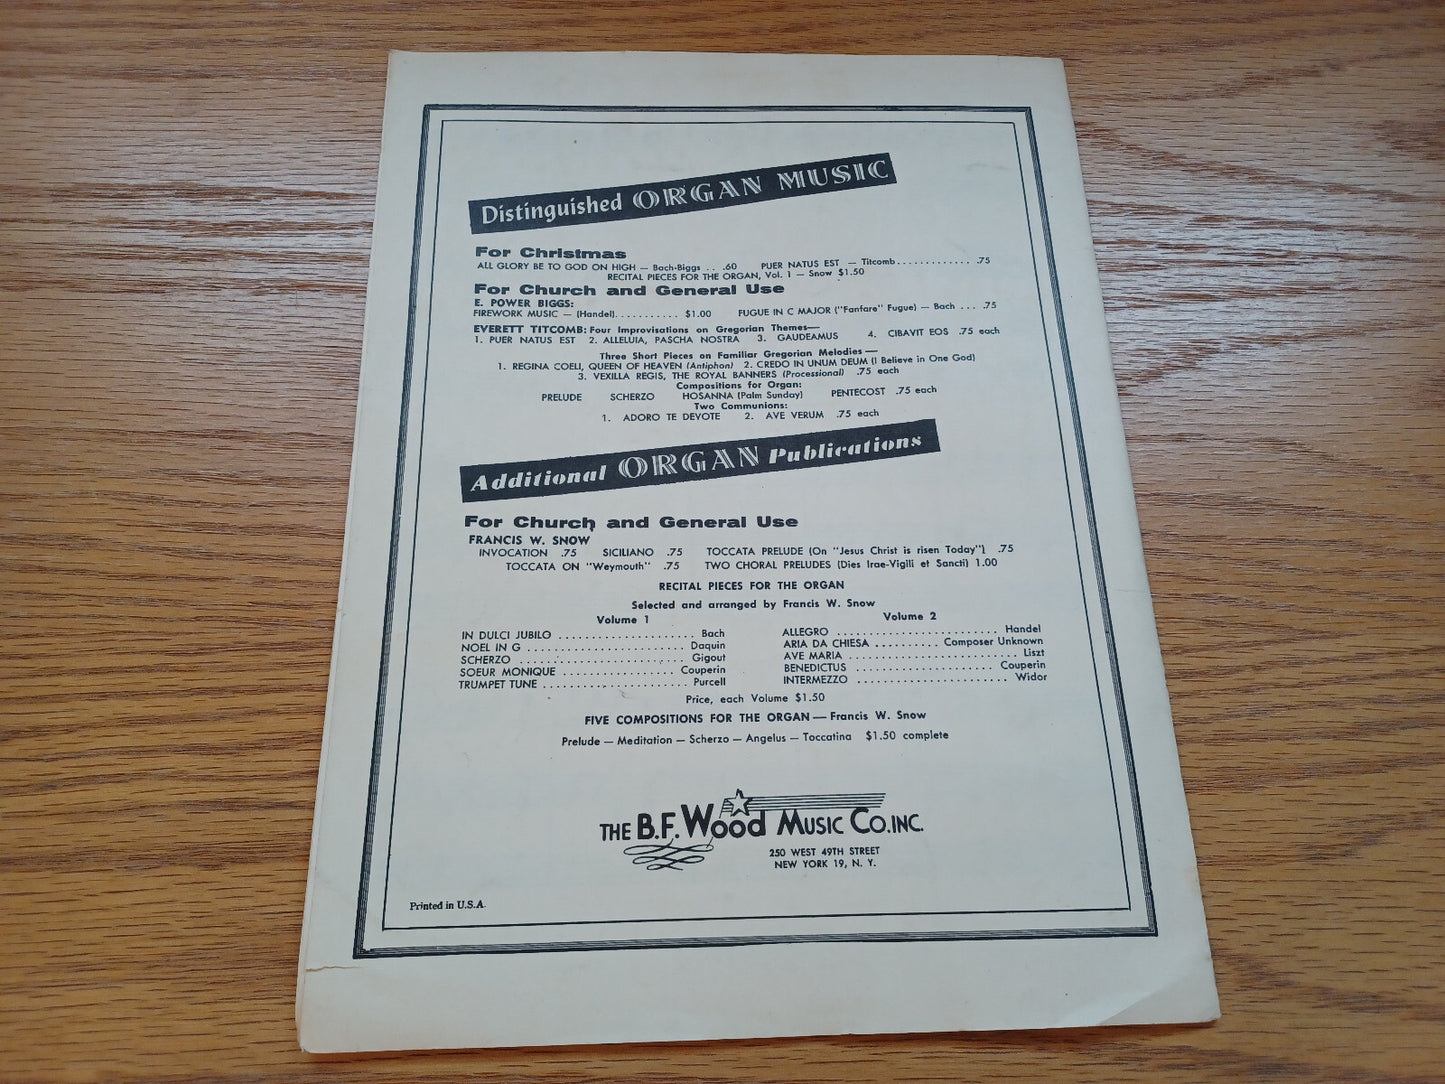 Distinguished ORGAN MUSIC
For Christmas
ALL GLORY BE TO GOD ON HIGH — Bach-Biggs . . .60 PUER NATUS EST — Titcomb . . . . . . . . . . . . . .75
RECITAL PIECES FOR THE ORGAN, Vol. 1 — Snow $1.50
For Church and General Use
E. POWER BIGGS:
FIREWORK MUSIC — (Handel). . . . . . . . . . . $1.00 FUGUE IN C MAJOR ("Fanfare" Fugue) — Bach . . . .75
EVERETT TITCOMB: Four Improvisations on Gregorian Themes—
1. PUER NATUS EST 2. ALLELUIA, PASCHA NOSTRA 3. GAUDEAMUS 4. CIBAVIT EOS .75 each
Three Short Pieces on Familiar Gregorian Melodies —
1. REGINA COELI, QUEEN OF HEAVEN (Antiphon) 2. CREDO IN UNUM DEUM (I Believe in One God)
3. VEXILLA REGIS, THE ROYAL BANNERS (Processional) .75 each
Compositions for Organ:
PRELUDE SCHERZO HOSANNA (Palm Sunday) PENTECOST .75 each
Two Communions:
1. ADORO TE DEVOTE 2. AVE VERUM .75 each
Additional ORGAN Publications
For Church and General Use
FRANCIS W. SNOW
INVOCATION .75 SICILIANO .75 TOCCATA PRELUDE (On "Jesus Christ is risen Today") .75
TOCCATA ON "Weymouth" .75 TWO CHORAL PRELUDES (Dies Irae-Vigili et Sancti) 1.00
RECITAL PIECES FOR THE ORGAN
Selected and arranged by Francis W. Snow
Volume 1
IN DULCI JUBILO . . . . . . . . . . . . . . . . . . . . . Bach
NOEL IN G . . . . . . . . . . . . . . . . . . . . . . . . Daquin
SCHERZO . . . . . . . . . . . . . . . . . . . . . . . . . Gigout
SOEUR MONIQUE . . . . . . . . . . . . . . . . . Couperin
TRUMPET TUNE . . . . . . . . . . . . . . . . . . . . . . Purcell
Volume 2
ALLEGRO . . . . . . . . . . . . . . . . . . . . . . . . . Handel
ARIA DA CHIESA . . . . . . . . . . Composer Unknown
AVE MARIA . . . . . . . . . . . . . . . . . . . . . . . . . . Liszt
BENEDICTUS . . . . . . . . . . . . . . . . . . . . . . Couperin
INTERMEZZO . . . . . . . . . . . . . . . . . . . . . . . Widor
Price, each Volume $1.50
FIVE COMPOSITIONS FOR THE ORGAN — Francis W. Snow
Prelude — Meditation — Scherzo — Angelus — Toccatina $1.50 complete
THE B.F. Wood MUSIC CO. INC.
250 WEST 49TH STREET
NEW YORK 19, N. Y.
Printed in U.S.A.